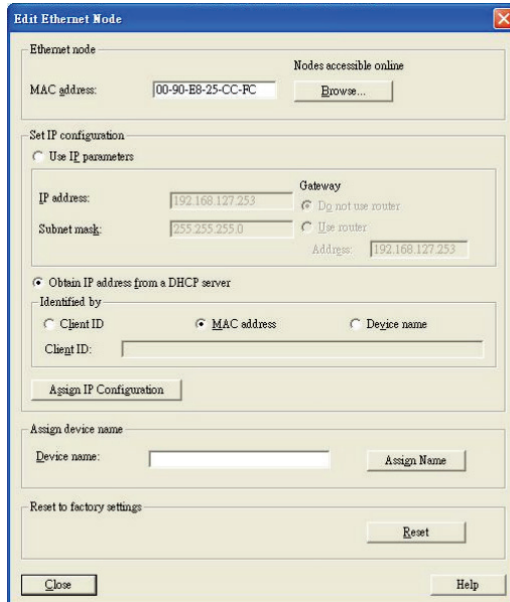 Edit Ethernet Node
Ethernet node
Nodes accessible online
MAC address:
00-90-E8-25-CC-FC
Browse...
Set IP configuration
Use IP parameters
IP address:
192.168.127.253
Gateway
Do not use router
Subnet mask:
255.255.255.0
Use router
Address:
192.168.127.253
Obtain IP address from a DHCP server
Identified by
Client ID
MAC address
Device name
Client ID:
Assign IP Configuration
Assign device name
Device name:
Assign Name
Reset to factory settings
Reset
Close
Help